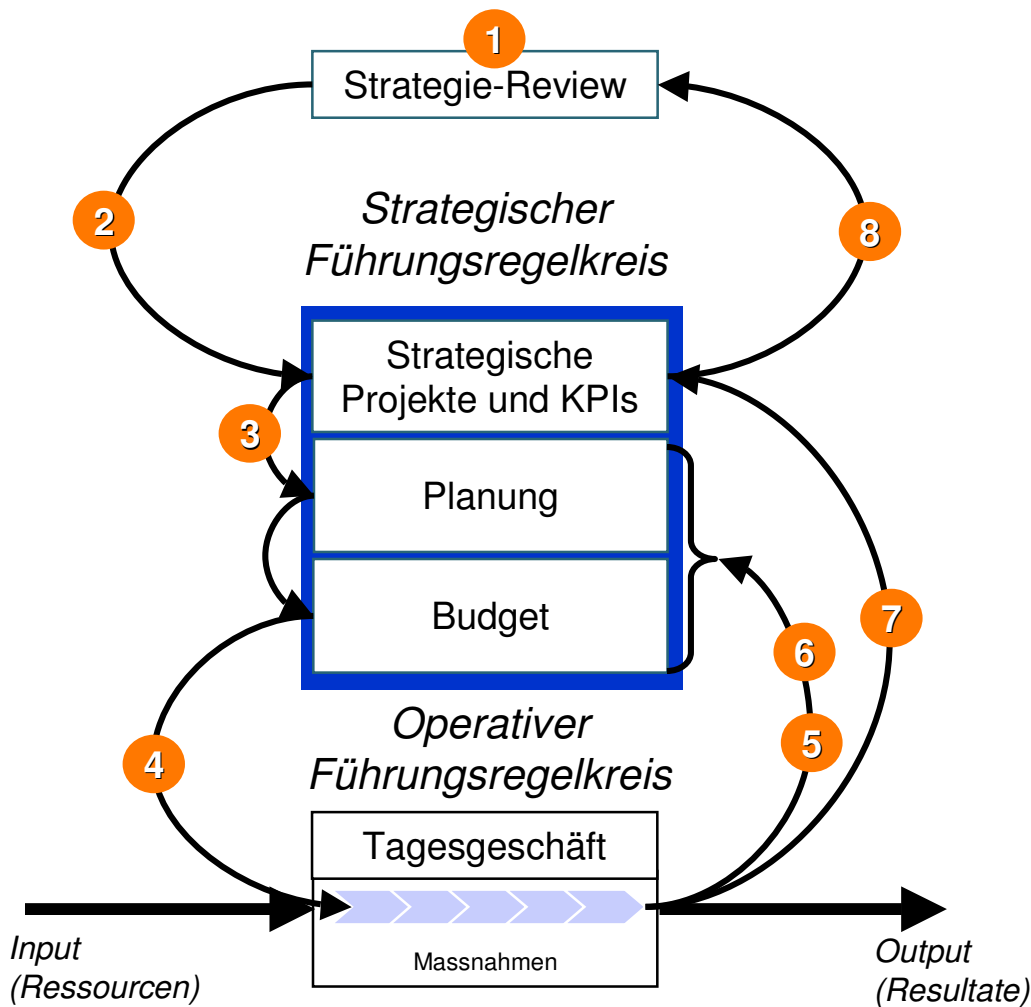 1
Strategie-Review
2
8
Strategischer
Führungsregelkreis
Strategische
Projekte und KPIs
3
Planung
Budget
7
6
5
Operativer
Führungsregelkreis
4
Tagesgeschäft
Massnahmen
Input
(Ressourcen)
Output
(Resultate)